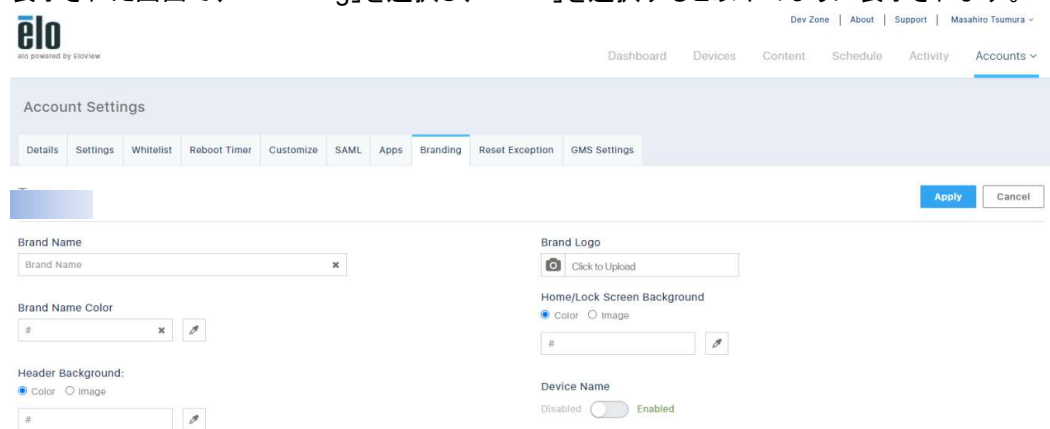 Dev Zone | About | Support | Masahiro Tsumura
ēlo
elo powered by EloView
Dashboard Devices Content Schedule Activity Accounts
Account Settings
Details Settings Whitelist Reboot Timer Customize SAML Apps Branding Reset Exception GMS Settings
Apply Cancel
Brand Name
Brand Name
Brand Logo
Click to Upload
Brand Name Color
#
Home/Lock Screen Background
Color Image
#
Header Background:
Color Image
#
Device Name
Disabled Enabled